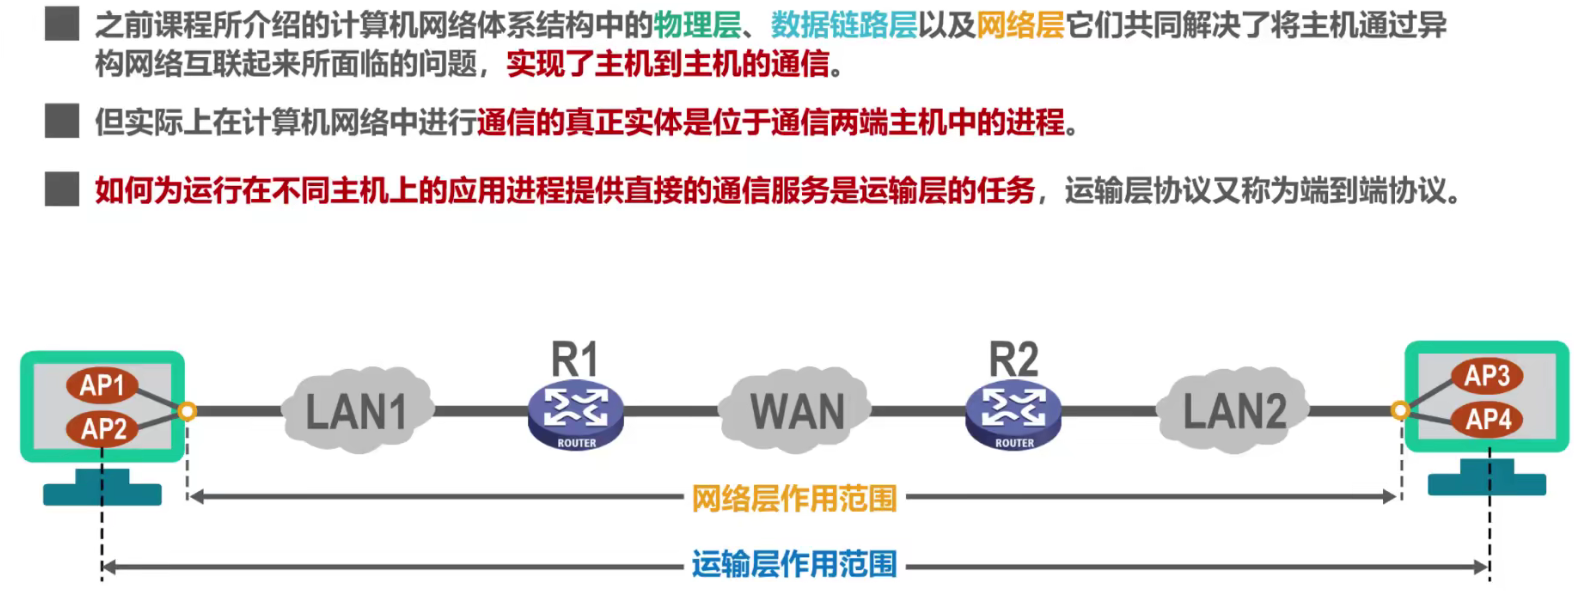 之前课程所介绍的计算机网络体系结构中的物理层、数据链路层以及网络层它们共同解决了将主机通过异
构网络互联起来所面临的问题，实现了主机到主机的通信。
但实际上在计算机网络中进行通信的真正实体是位于通信两端主机中的进程。
如何为运行在不同主机上的应用进程提供直接的通信服务是运输层的任务，运输层协议又称为端到端协议。
R1
R2
AP1
AP3
AP2
LAN1
WAN
LAN2
AP4
ROUTER
ROUTER
网络层作用范围
运输层作用范围